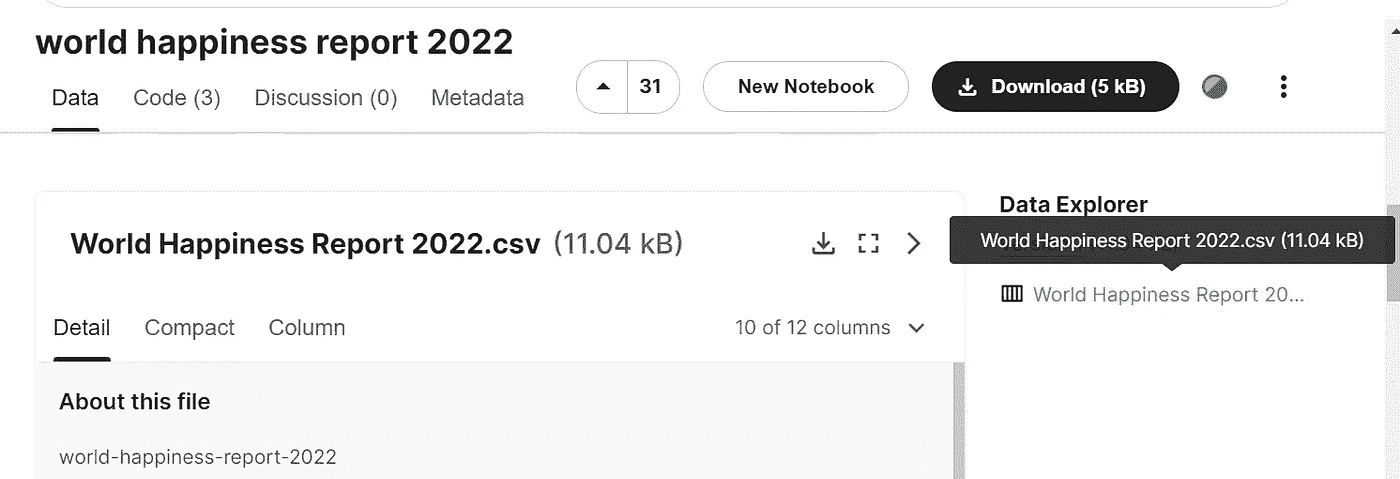 world happiness report 2022
Data Code (3) Discussion (0) Metadata 31 New Notebook Download (5 kB)
World Happiness Report 2022.csv (11.04 kB)
Detail Compact Column 10 of 12 columns
About this file
world-happiness-report-2022
Data Explorer
World Happiness Report 2022.csv (11.04 kB)
World Happiness Report 20...